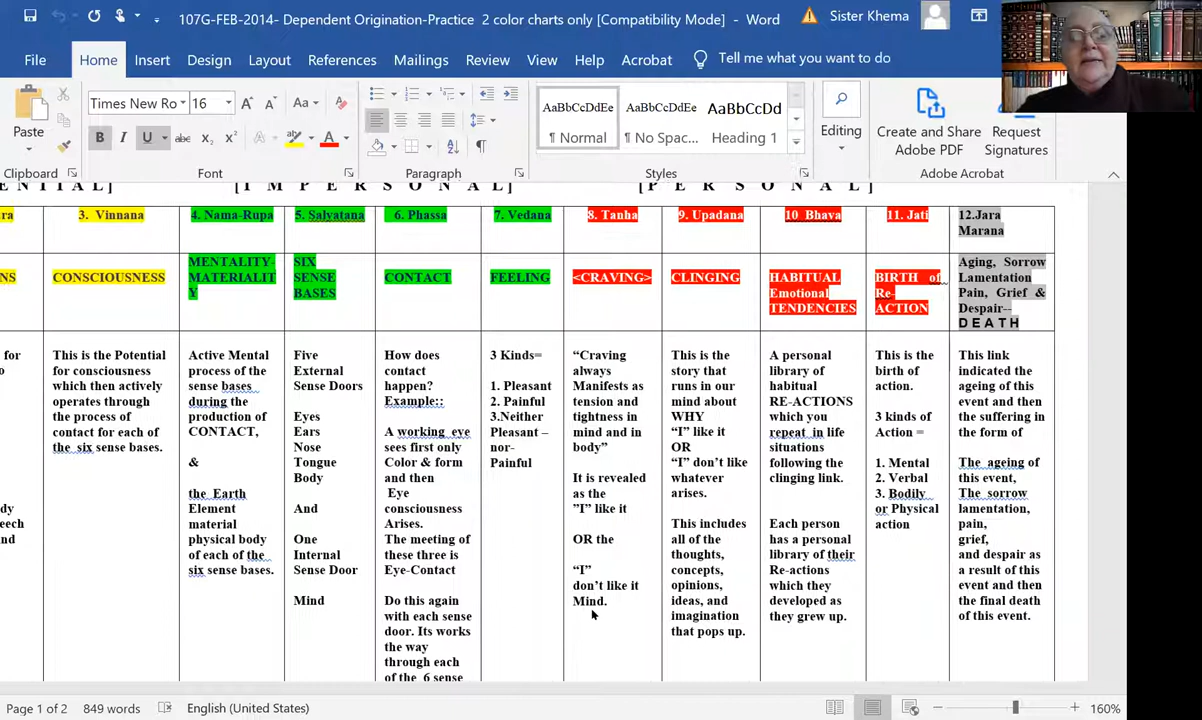 107G-FEB-2014- Dependent Origination-Practice 2 color charts only [Compatibility Mode] - Word
Sister Khema
File Home Insert Design Layout References Mailings Review View Help Acrobat Tell me what you want to do
Times New Ro 16
Paste
B I U abc x₂ x²
AaBbCcDdEe AaBbCcDdEe AaBbCcDd
¶ Normal ¶ No Spac... Heading 1
Editing
Create and Share
Adobe PDF
Request
Signatures
Clipboard Font Paragraph Styles Adobe Acrobat
E N T I A L ] [ I M P E R S O N A L ] [ P E R S O N A L ]
ra
3. Vinnana
4. Nama-Rupa
5. Salyatana
6. Phassa
7. Vedana
8. Tanha
9. Upadana
10 Bhava
11. Jati
12.Jara
Marana
NS
CONSCIOUSNESS
MENTALITY-
MATERIALIT
Y
SIX
SENSE
BASES
CONTACT
FEELING
<CRAVING>
CLINGING
HABITUAL
Emotional
TENDENCIES
BIRTH of
Re-
ACTION
Aging, Sorrow
Lamentation
Pain, Grief &
Despair--
D E A T H
for
o
dy
eech
nd
This is the Potential
for consciousness
which then actively
operates through
the process of
contact for each of
the six sense bases.
Active Mental
process of the
sense bases
during the
production of
CONTACT,
&
the Earth
Element
material
physical body
of each of the
six sense bases.
Five
External
Sense Doors
Eyes
Ears
Nose
Tongue
Body
And
One
Internal
Sense Door
Mind
How does
contact
happen?
Example::
A working eye
sees first only
Color & form
and then
Eye
consciousness
Arises.
The meeting of
these three is
Eye-Contact
Do this again
with each sense
door. Its works
the way
through each
of the 6 sense
3 Kinds=
1. Pleasant
2. Painful
3.Neither
Pleasant –
nor-
Painful
“Craving
always
Manifests as
tension and
tightness in
mind and in
body”
It is revealed
as the
"I” like it
OR the
“I”
don’t like it
Mind.
This is the
story that
runs in our
mind about
WHY
“I” like it
OR
“I” don’t like
whatever
arises.
This includes
all of the
thoughts,
concepts,
opinions,
ideas, and
imagination
that pops up.
A personal
library of
habitual
RE-ACTIONS
which you
repeat in life
situations
following the
clinging link.
Each person
has a personal
library of their
Re-actions
which they
developed as
they grew up.
This is the
birth of
action.
3 kinds of
Action =
1. Mental
2. Verbal
3. Bodily
or Physical
action
This link
indicated the
ageing of this
event and then
the suffering in
the form of
The ageing of
this event,
The sorrow
lamentation,
pain,
grief,
and despair as
a result of this
event and then
the final death
of this event.
Page 1 of 2 849 words English (United States) 160%